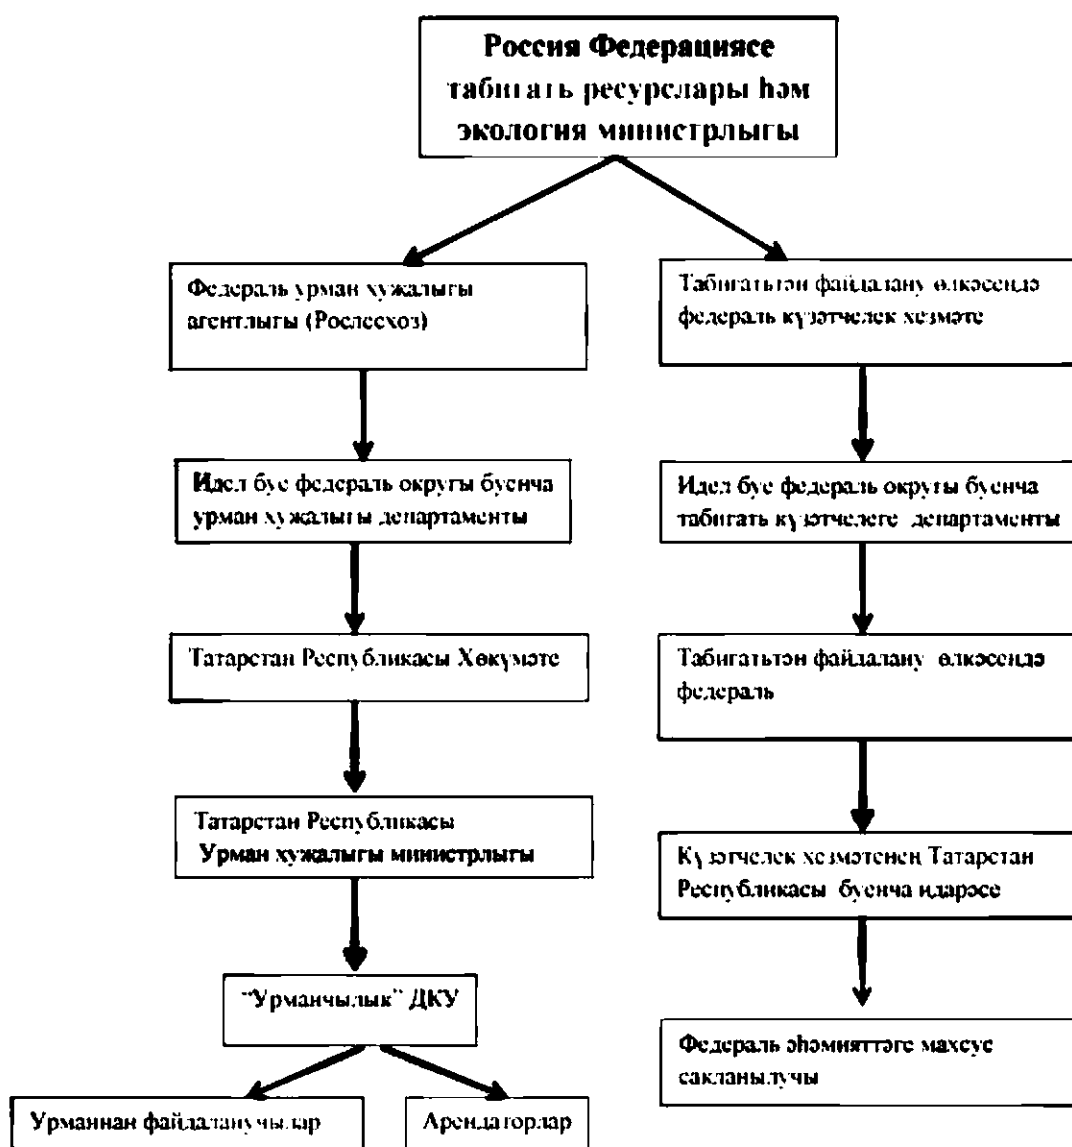 Россия Федерациясе
табигать ресурслары һәм
экология министрлыгы
Федераль урман хуҗалыгы
агентлыгы (Рослесхоз)
Табигатьтән файдалану өлкәсендә
федераль күзәтчелек хезмәте
Идел буе федераль округы буенча
урман хуҗалыгы департаменты
Идел буе федераль округы буенча
табигать күзәтчелеге департаменты
Татарстан Республикасы Хөкүмәте
Табигатьтән файдалану өлкәсендә
федераль
Татарстан Республикасы
Урман хуҗалыгы министрлыгы
Күзәтчелек хезмәтенең Татарстан
Республикасы буенча идарәсе
"Урманчылык" ДКУ
Федераль әһәмияттәге махсус
сакланылучы
Урманнан файдаланучылар
Арендаторлар